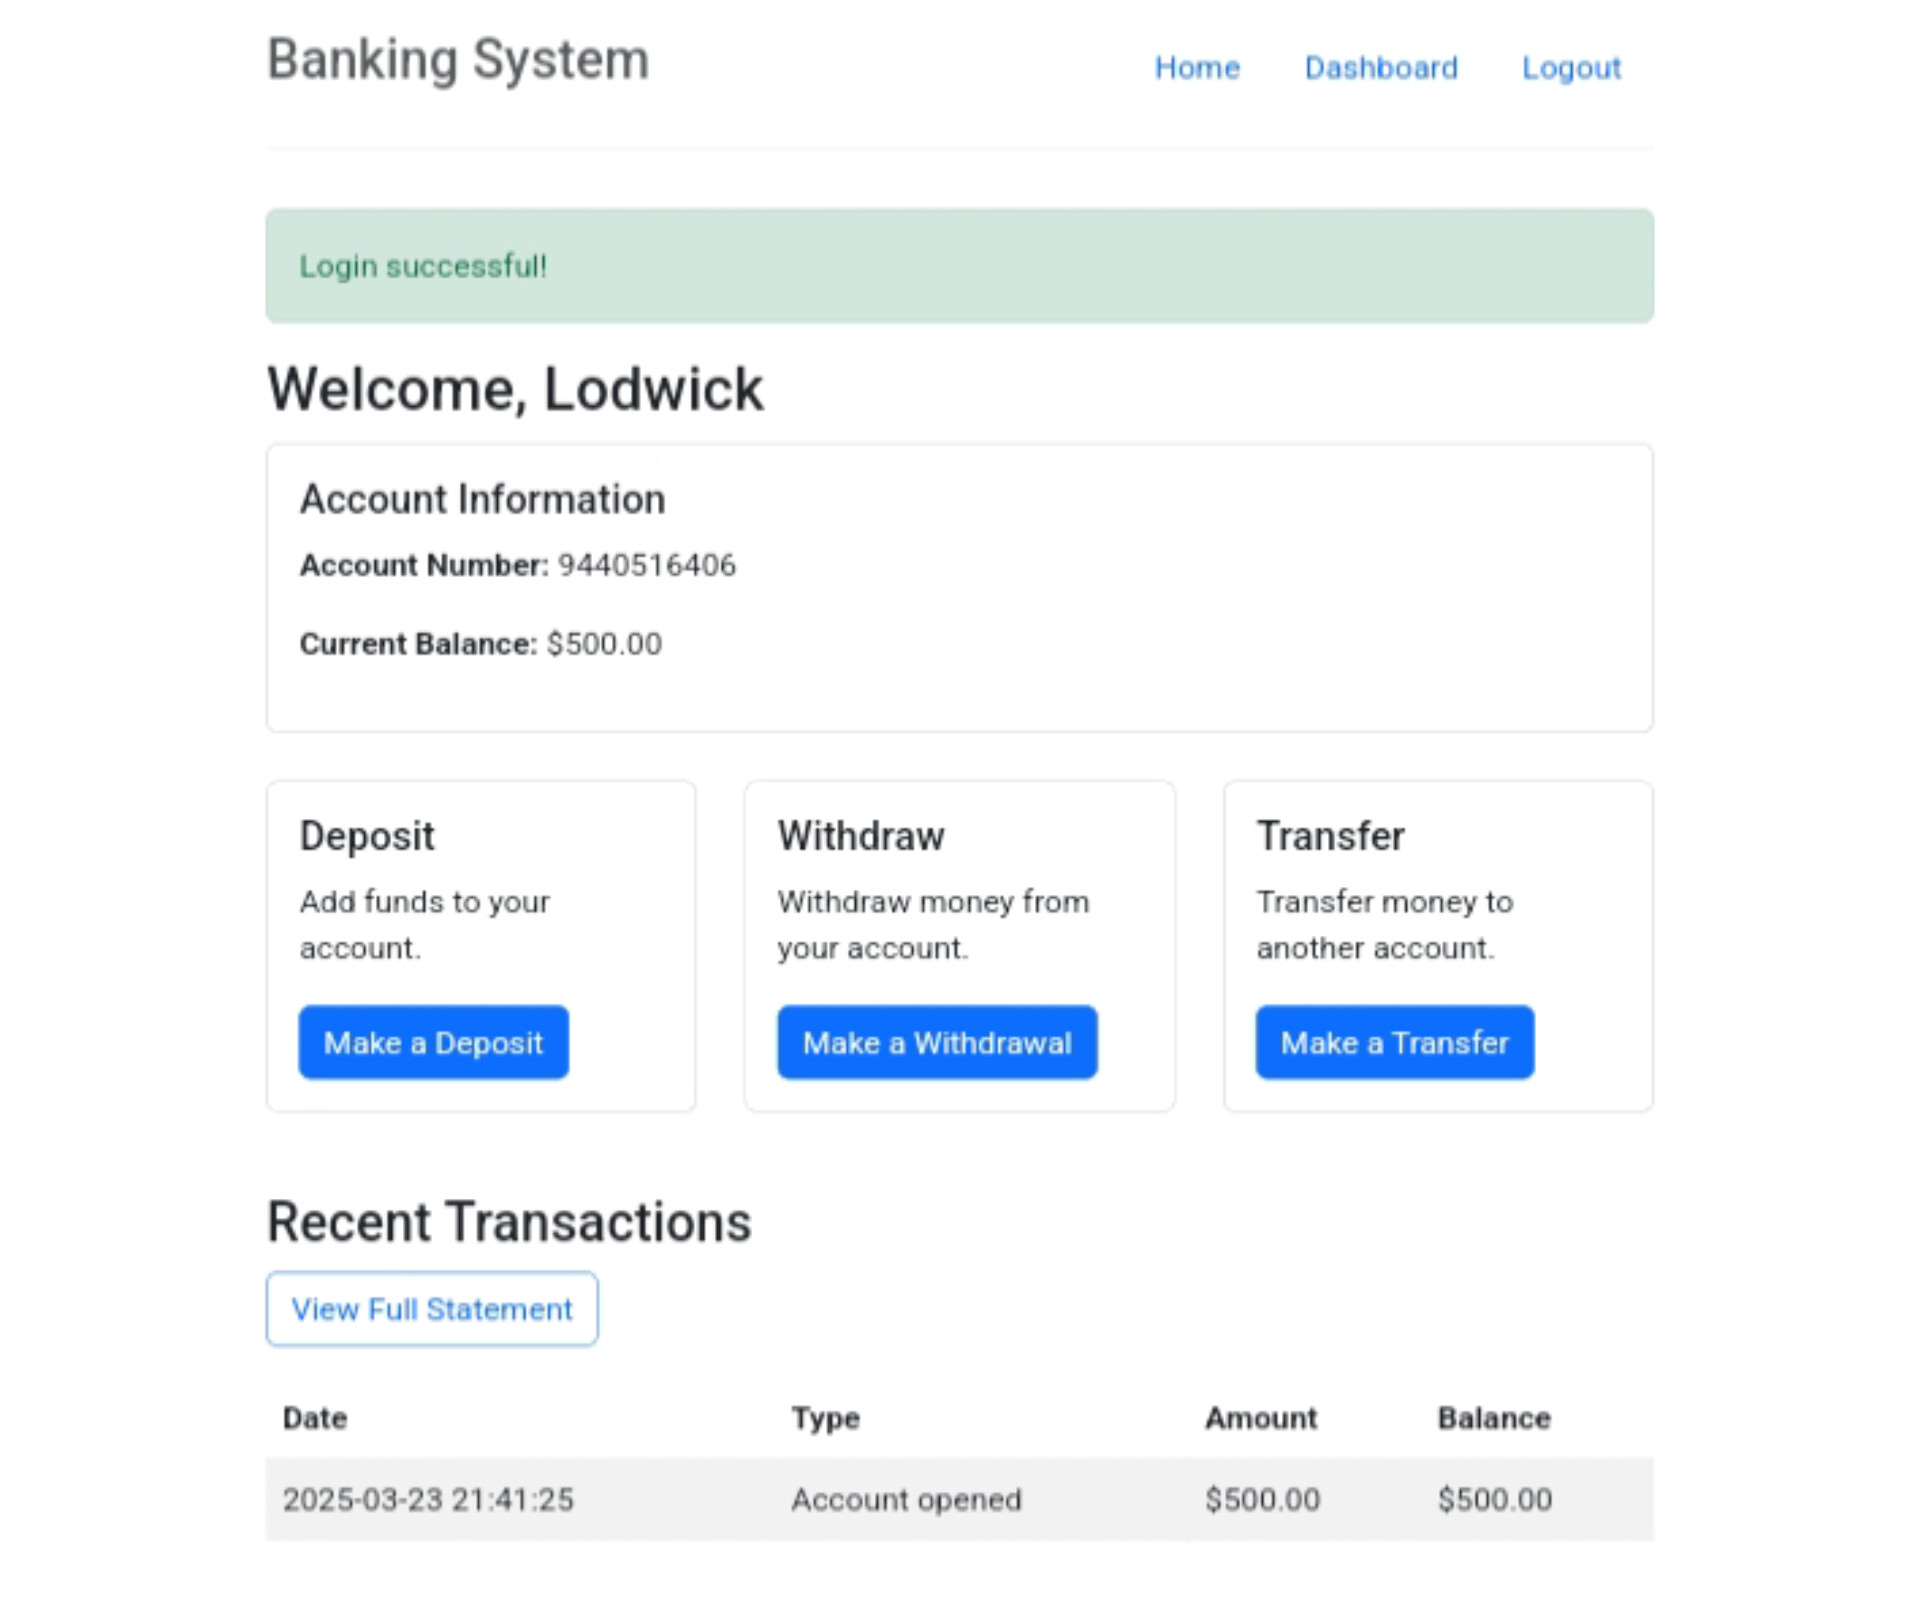 Banking System
Home Dashboard Logout
Login successful!
Welcome, Lodwick
Account Information
Account Number: 9440516406
Current Balance: $500.00
Deposit
Add funds to your
account.
Make a Deposit
Withdraw
Withdraw money from
your account.
Make a Withdrawal
Transfer
Transfer money to
another account.
Make a Transfer
Recent Transactions
View Full Statement
Date Type Amount Balance
2025-03-23 21:41:25 Account opened $500.00 $500.00